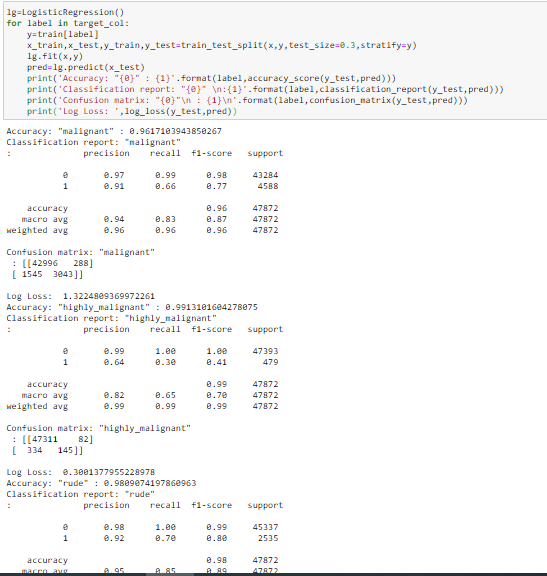 lg=LogisticRegression()
for label in target_col:
    y=train[label]
    x_train,x_test,y_train,y_test=train_test_split(x,y,test_size=0.3,stratify=y)
    lg.fit(x,y)
    pred=lg.predict(x_test)
    print('Accuracy: "{0}" : {1}'.format(label,accuracy_score(y_test,pred)))
    print('Classification report: "{0}" \n:{1}'.format(label,classification_report(y_test,pred)))
    print('Confusion matrix: "{0}"\n : {1}\n'.format(label,confusion_matrix(y_test,pred)))
    print('Log Loss: ',log_loss(y_test,pred))
Accuracy: "malignant" : 0.9617103943850267
Classification report: "malignant"
: precision recall f1-score support
0 0.97 0.99 0.98 43284
1 0.91 0.66 0.77 4588
accuracy 0.96 47872
macro avg 0.94 0.83 0.87 47872
weighted avg 0.96 0.96 0.96 47872
Confusion matrix: "malignant"
: [[42996 288]
[ 1545 3043]]
Log Loss: 1.3224809369972261
Accuracy: "highly_malignant" : 0.9913101604278075
Classification report: "highly_malignant"
: precision recall f1-score support
0 0.99 1.00 1.00 47393
1 0.64 0.30 0.41 479
accuracy 0.99 47872
macro avg 0.82 0.65 0.70 47872
weighted avg 0.99 0.99 0.99 47872
Confusion matrix: "highly_malignant"
: [[47311 82]
[ 334 145]]
Log Loss: 0.3001377955228978
Accuracy: "rude" : 0.9809074197860963
Classification report: "rude"
: precision recall f1-score support
0 0.98 1.00 0.99 45337
1 0.92 0.70 0.80 2535
accuracy 0.98 47872
macro avg 0.95 0.85 0.89 47872